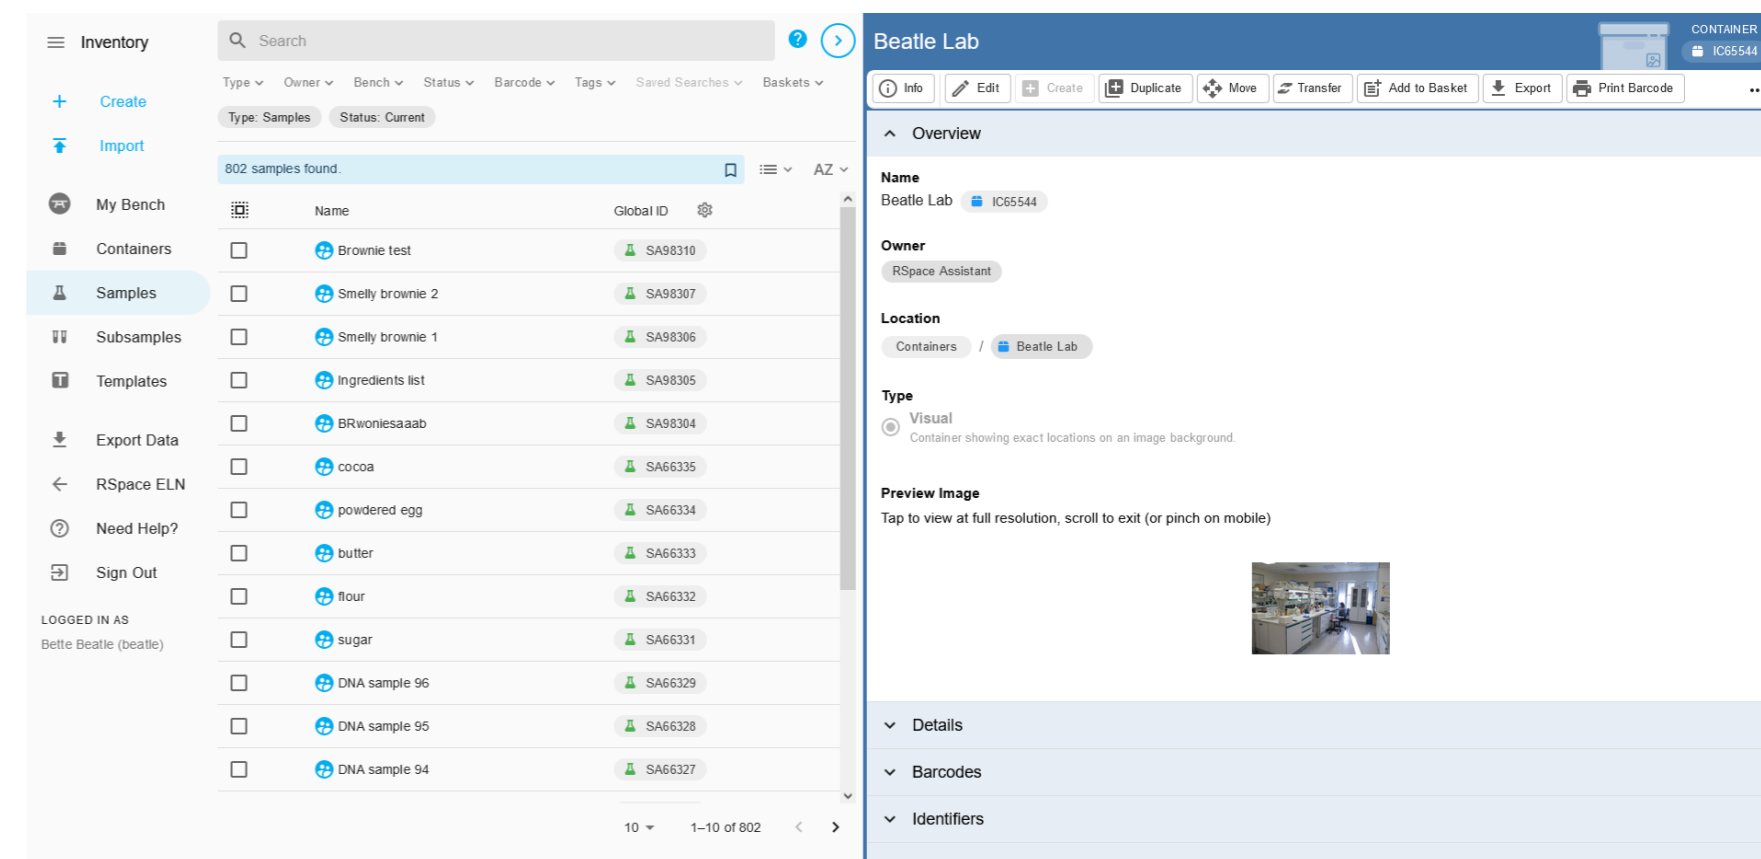 Inventory
Create
Import
My Bench
Containers
Samples
Subsamples
Templates
Export Data
RSpace ELN
Need Help?
Sign Out
LOGGED IN AS
Bette Beatle (beatle)
Search
?
Type Owner Bench Status Barcode Tags Saved Searches Baskets
Type: Samples Status: Current
802 samples found.
AZ
Name Global ID
Brownie test SA98310
Smelly brownie 2 SA98307
Smelly brownie 1 SA98306
Ingredients list SA98305
BRwoniesaaab SA98304
cocoa SA66335
powdered egg SA66334
butter SA66333
flour SA66332
sugar SA66331
DNA sample 96 SA66329
DNA sample 95 SA66328
DNA sample 94 SA66327
10 1–10 of 802
Beatle Lab
CONTAINER
IC65544
Info Edit Create Duplicate Move Transfer Add to Basket Export Print Barcode
Overview
Name
Beatle Lab IC65544
Owner
RSpace Assistant
Location
Containers / Beatle Lab
Type
Visual
Container showing exact locations on an image background.
Preview Image
Tap to view at full resolution, scroll to exit (or pinch on mobile)
Details
Barcodes
Identifiers